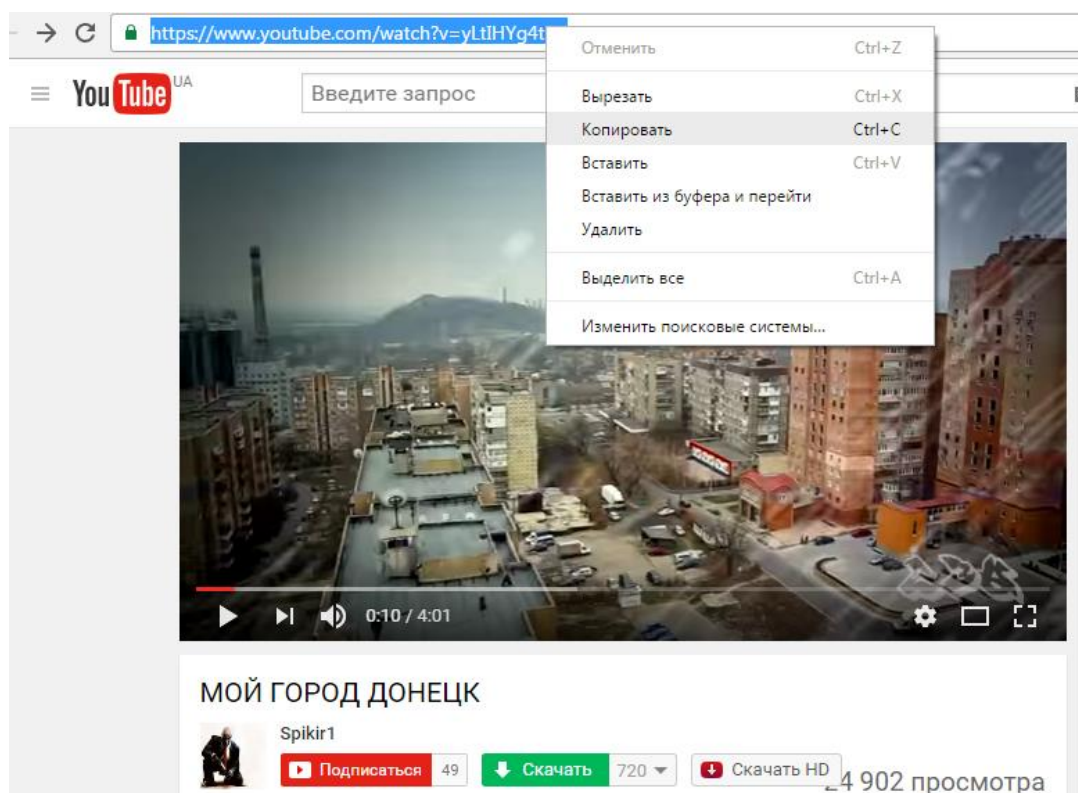 https://www.youtube.com/watch?v=yLtIHYg4t
YouTube UA
Введите запрос
Отменить Ctrl+Z
Вырезать Ctrl+X
Копировать Ctrl+C
Вставить Ctrl+V
Вставить из буфера и перейти
Удалить
Выделить все Ctrl+A
Изменить поисковые системы...
0:10 / 4:01
МОЙ ГОРОД ДОНЕЦК
Spikir1
Подписаться 49 Скачать 720 Скачать HD
24 902 просмотра